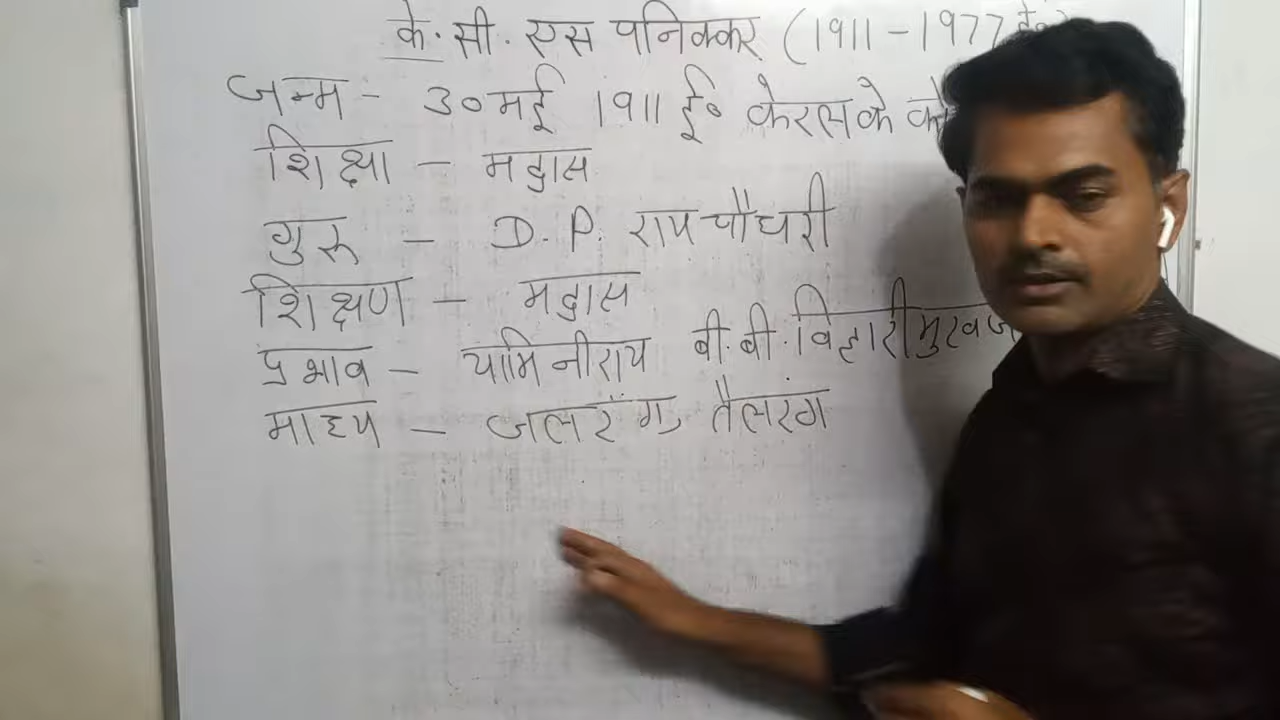 के. सी. एस पनिक्कर (1911-1977 ई०)
जन्म - 30 मई 1911 ई० केरल के
शिक्षा - मद्रास
गुरू - D. P. राय चौधरी
शिक्षण - मद्रास
प्रभाव - यामिनीराय बी. बी. विहारी मुखर्ज
माध्य - जलरंग, तैलरंग